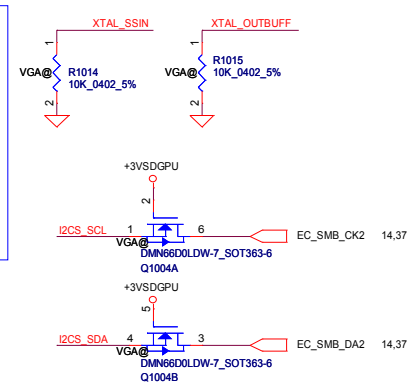 XTAL_SSIN XTAL_OUTBUFF
1 1
VGA@ R1014 10K_0402_5% VGA@ R1015 10K_0402_5%
2 2
+3VSDGPU
2
I2CS_SCL 1 6 EC_SMB_CK2 14,37
VGA@
DMN66D0LDW-7_SOT363-6
Q1004A
+3VSDGPU
5
I2CS_SDA 4 3 EC_SMB_DA2 14,37
VGA@
DMN66D0LDW-7_SOT363-6
Q1004B